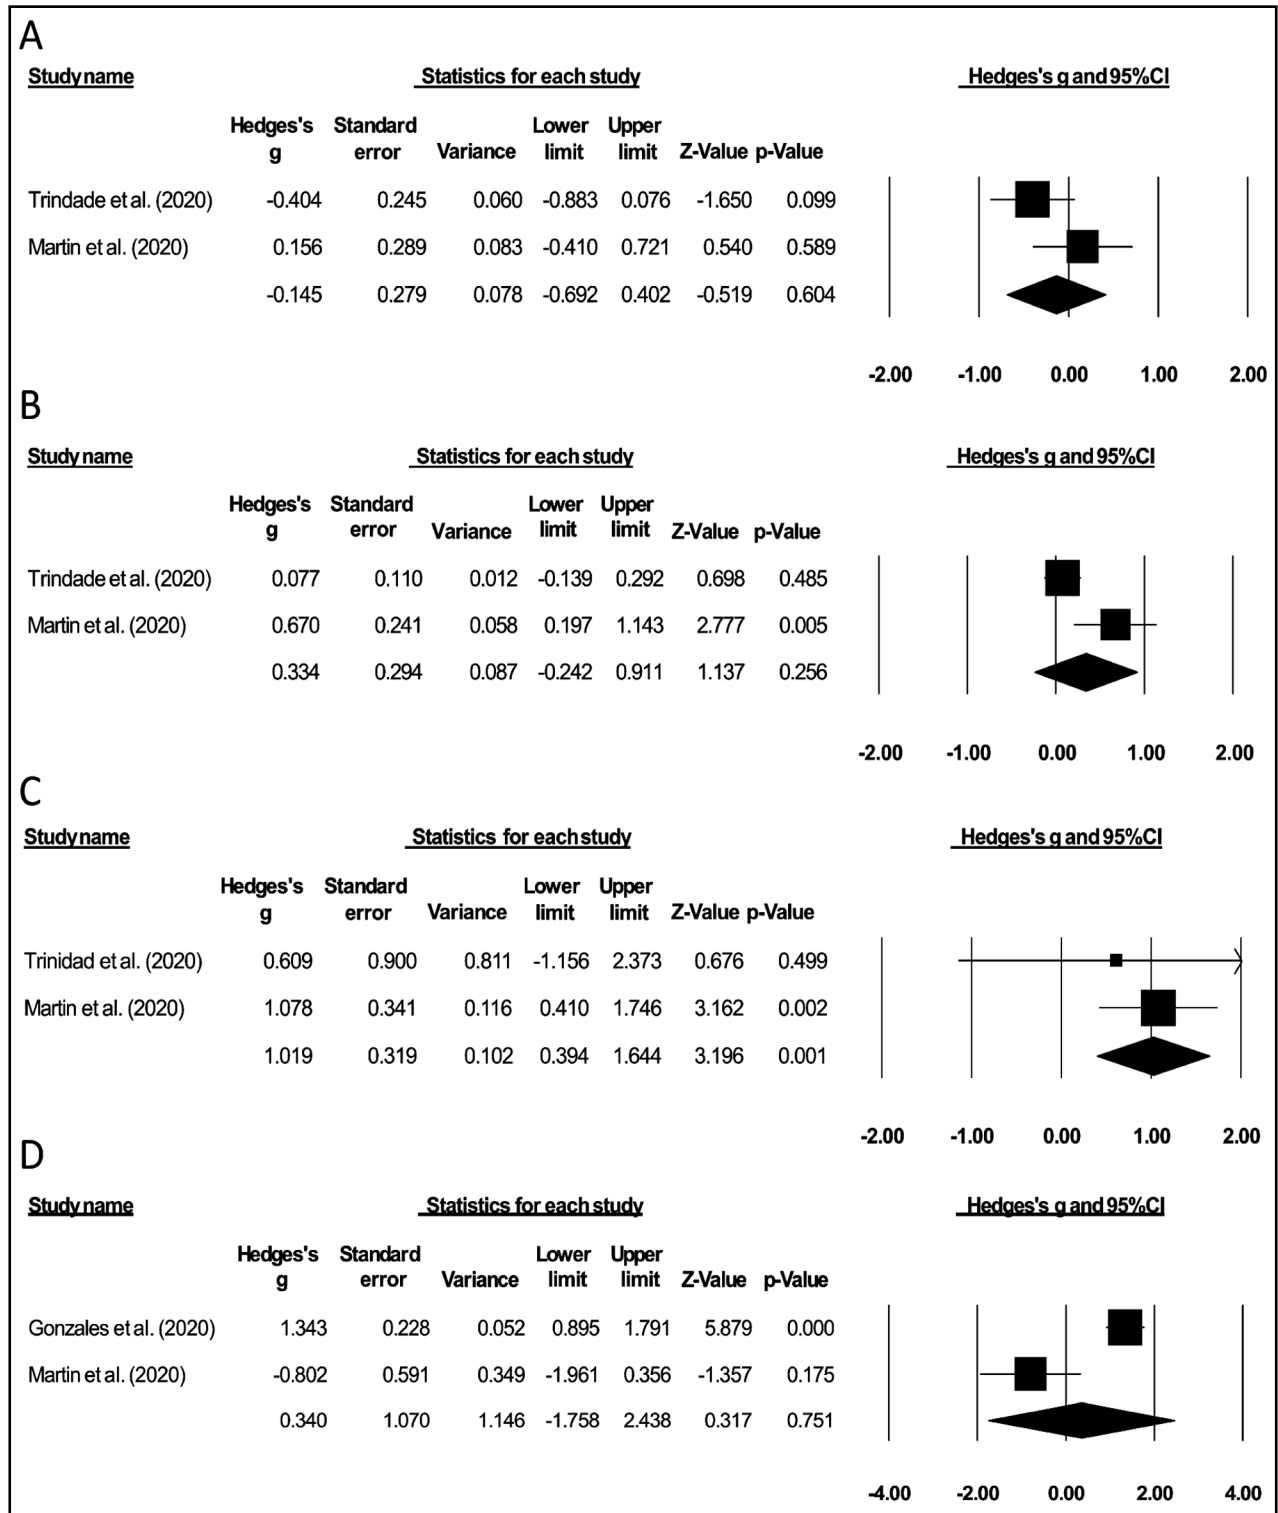 A
Study name Statistics for each study Hedges's g and 95%CI
Hedges's Standard Lower Upper
g error Variance limit limit Z-Value p-Value
Trindade et al. (2020) -0.404 0.245 0.060 -0.883 0.076 -1.650 0.099
Martin et al. (2020) 0.156 0.289 0.083 -0.410 0.721 0.540 0.589
-0.145 0.279 0.078 -0.692 0.402 -0.519 0.604
-2.00 -1.00 0.00 1.00 2.00
B
Study name Statistics for each study Hedges's g and 95%CI
Hedges's Standard Lower Upper
g error Variance limit limit Z-Value p-Value
Trindade et al. (2020) 0.077 0.110 0.012 -0.139 0.292 0.698 0.485
Martin et al. (2020) 0.670 0.241 0.058 0.197 1.143 2.777 0.005
0.334 0.294 0.087 -0.242 0.911 1.137 0.256
-2.00 -1.00 0.00 1.00 2.00
C
Study name Statistics for each study Hedges's g and 95%CI
Hedges's Standard Lower Upper
g error Variance limit limit Z-Value p-Value
Trinidad et al. (2020) 0.609 0.900 0.811 -1.156 2.373 0.676 0.499
Martin et al. (2020) 1.078 0.341 0.116 0.410 1.746 3.162 0.002
1.019 0.319 0.102 0.394 1.644 3.196 0.001
-2.00 -1.00 0.00 1.00 2.00
D
Study name Statistics for each study Hedges's g and 95%CI
Hedges's Standard Lower Upper
g error Variance limit limit Z-Value p-Value
Gonzales et al. (2020) 1.343 0.228 0.052 0.895 1.791 5.879 0.000
Martin et al. (2020) -0.802 0.591 0.349 -1.961 0.356 -1.357 0.175
0.340 1.070 1.146 -1.758 2.438 0.317 0.751
-4.00 -2.00 0.00 2.00 4.00